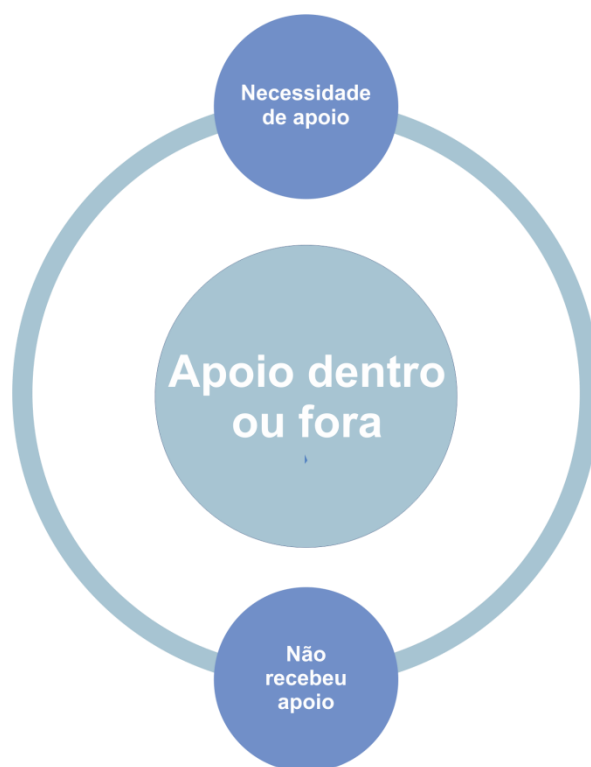 Necessidade
de apoio
Apoio dentro
ou fora
Não
recebeu
apoio